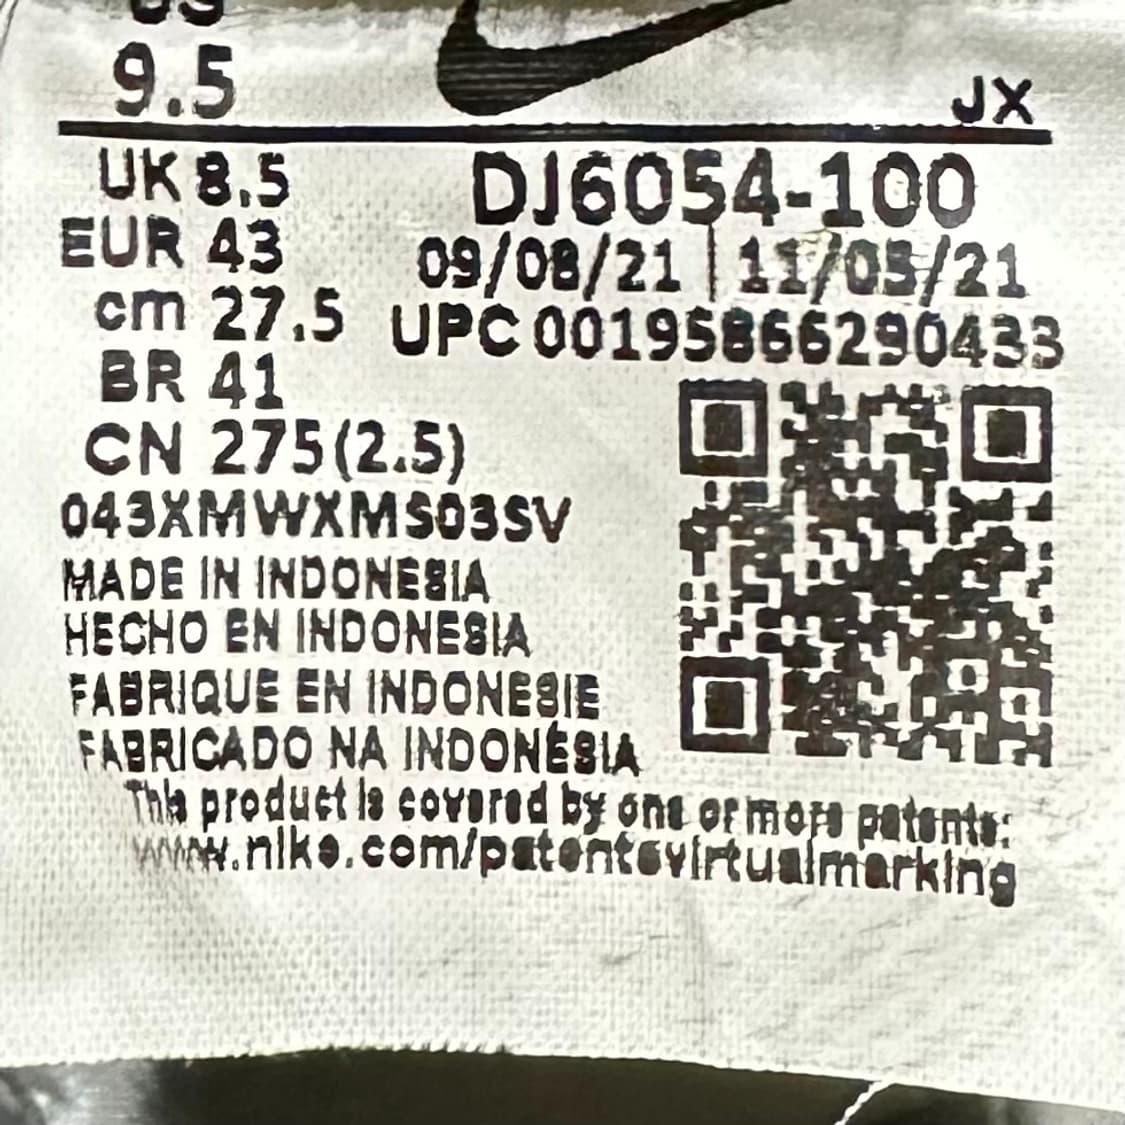 US
9.5
JX
UK 8.5
EUR 43
cm 27.5
BR 41
CN 275(2.5)
DJ6054-100
09/08/21 | 11/05/21
UPC 00195866290433
043XMWXMS03SV
MADE IN INDONESIA
HECHO EN INDONESIA
FABRIQUE EN INDONESIE
FABRICADO NA INDONÉSIA
This product is covered by one or more patents:
www.nike.com/patentsvirtualmarking